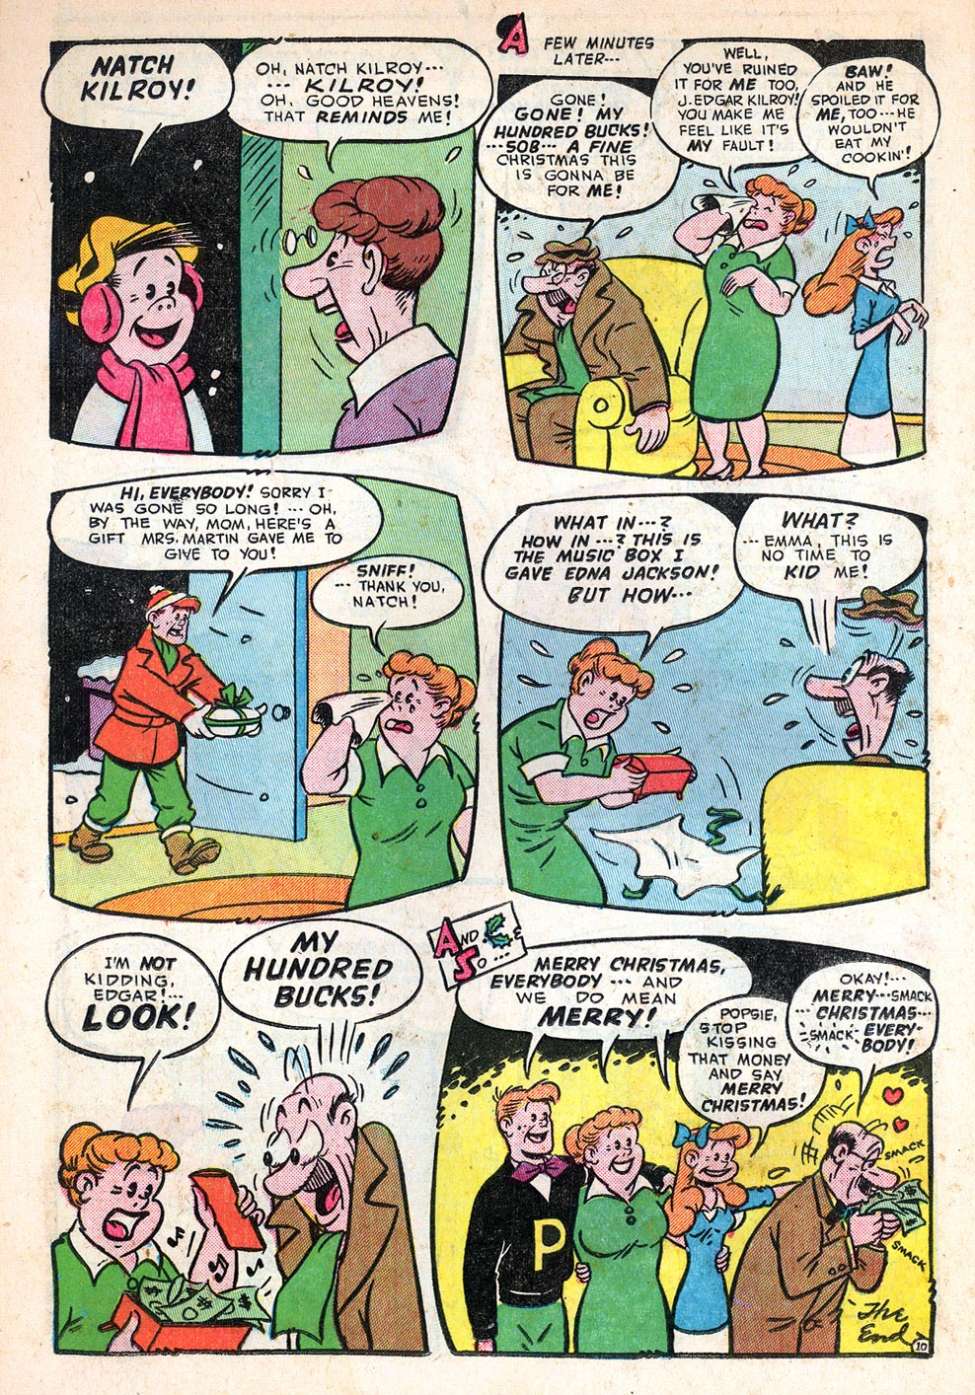 NATCH
KILROY!
OH, NATCH KILROY---
--- KILROY!
OH, GOOD HEAVENS!
THAT REMINDS ME!
A FEW MINUTES
LATER---
GONE!
GONE! MY
HUNDRED BUCKS!
---SOB--- A FINE
CHRISTMAS THIS
IS GONNA BE
FOR ME!
WELL,
YOU'VE RUINED
IT FOR ME TOO,
J. EDGAR KILROY!
YOU MAKE ME
FEEL LIKE IT'S
MY FAULT!
BAW!
AND HE
SPOILED IT FOR
ME, TOO---HE
WOULDN'T
EAT MY
COOKIN'!
HI, EVERYBODY! SORRY I
WAS GONE SO LONG! --- OH,
BY THE WAY, MOM, HERE'S A
GIFT MRS. MARTIN GAVE ME TO
GIVE TO YOU!
SNIFF!
--- THANK YOU,
NATCH!
WHAT IN---?
HOW IN ---? THIS IS
THE MUSIC BOX I
GAVE EDNA JACKSON!
BUT HOW---
WHAT?
--- EMMA, THIS IS
NO TIME TO
KID ME!
I'M NOT
KIDDING,
EDGAR!---
LOOK!
MY
HUNDRED
BUCKS!
AND
SO ---
MERRY CHRISTMAS,
EVERYBODY --- AND
WE DO MEAN
MERRY!
POPSIE,
STOP
KISSING
THAT MONEY
AND SAY
MERRY
CHRISTMAS!
OKAY!---
MERRY---SMACK
---CHRISTMAS---
SMACK- EVERY-
BODY!
P
SMACK
SMACK
The
End
10